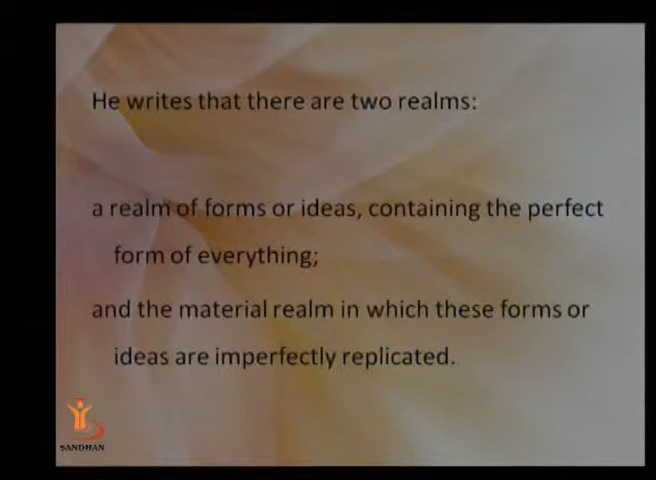 He writes that there are two realms:
a realm of forms or ideas, containing the perfect
form of everything;
and the material realm in which these forms or
ideas are imperfectly replicated.
SANDHAN